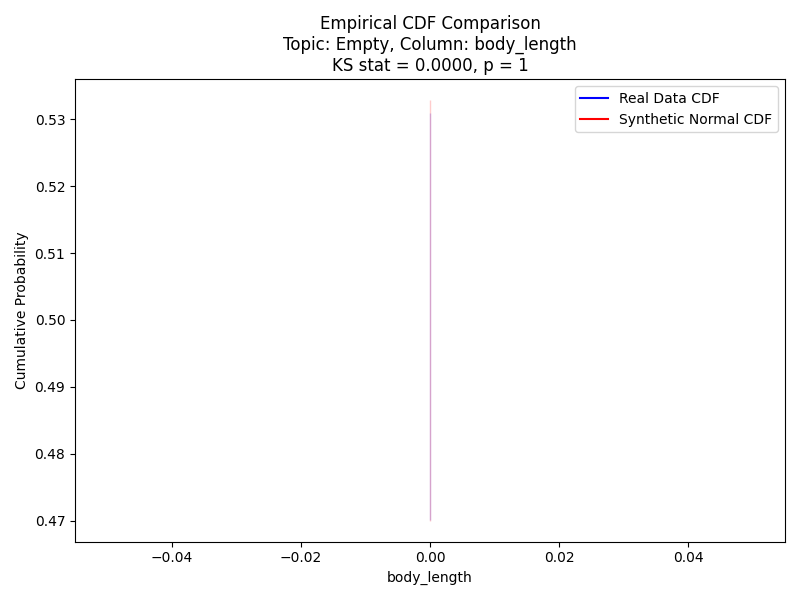 Empirical CDF Comparison
Topic: Empty, Column: body_length
KS stat = 0.0000, p = 1
Real Data CDF
Synthetic Normal CDF
Cumulative Probability
0.53
0.52
0.51
0.50
0.49
0.48
0.47
−0.04
−0.02
0.00
0.02
0.04
body_length